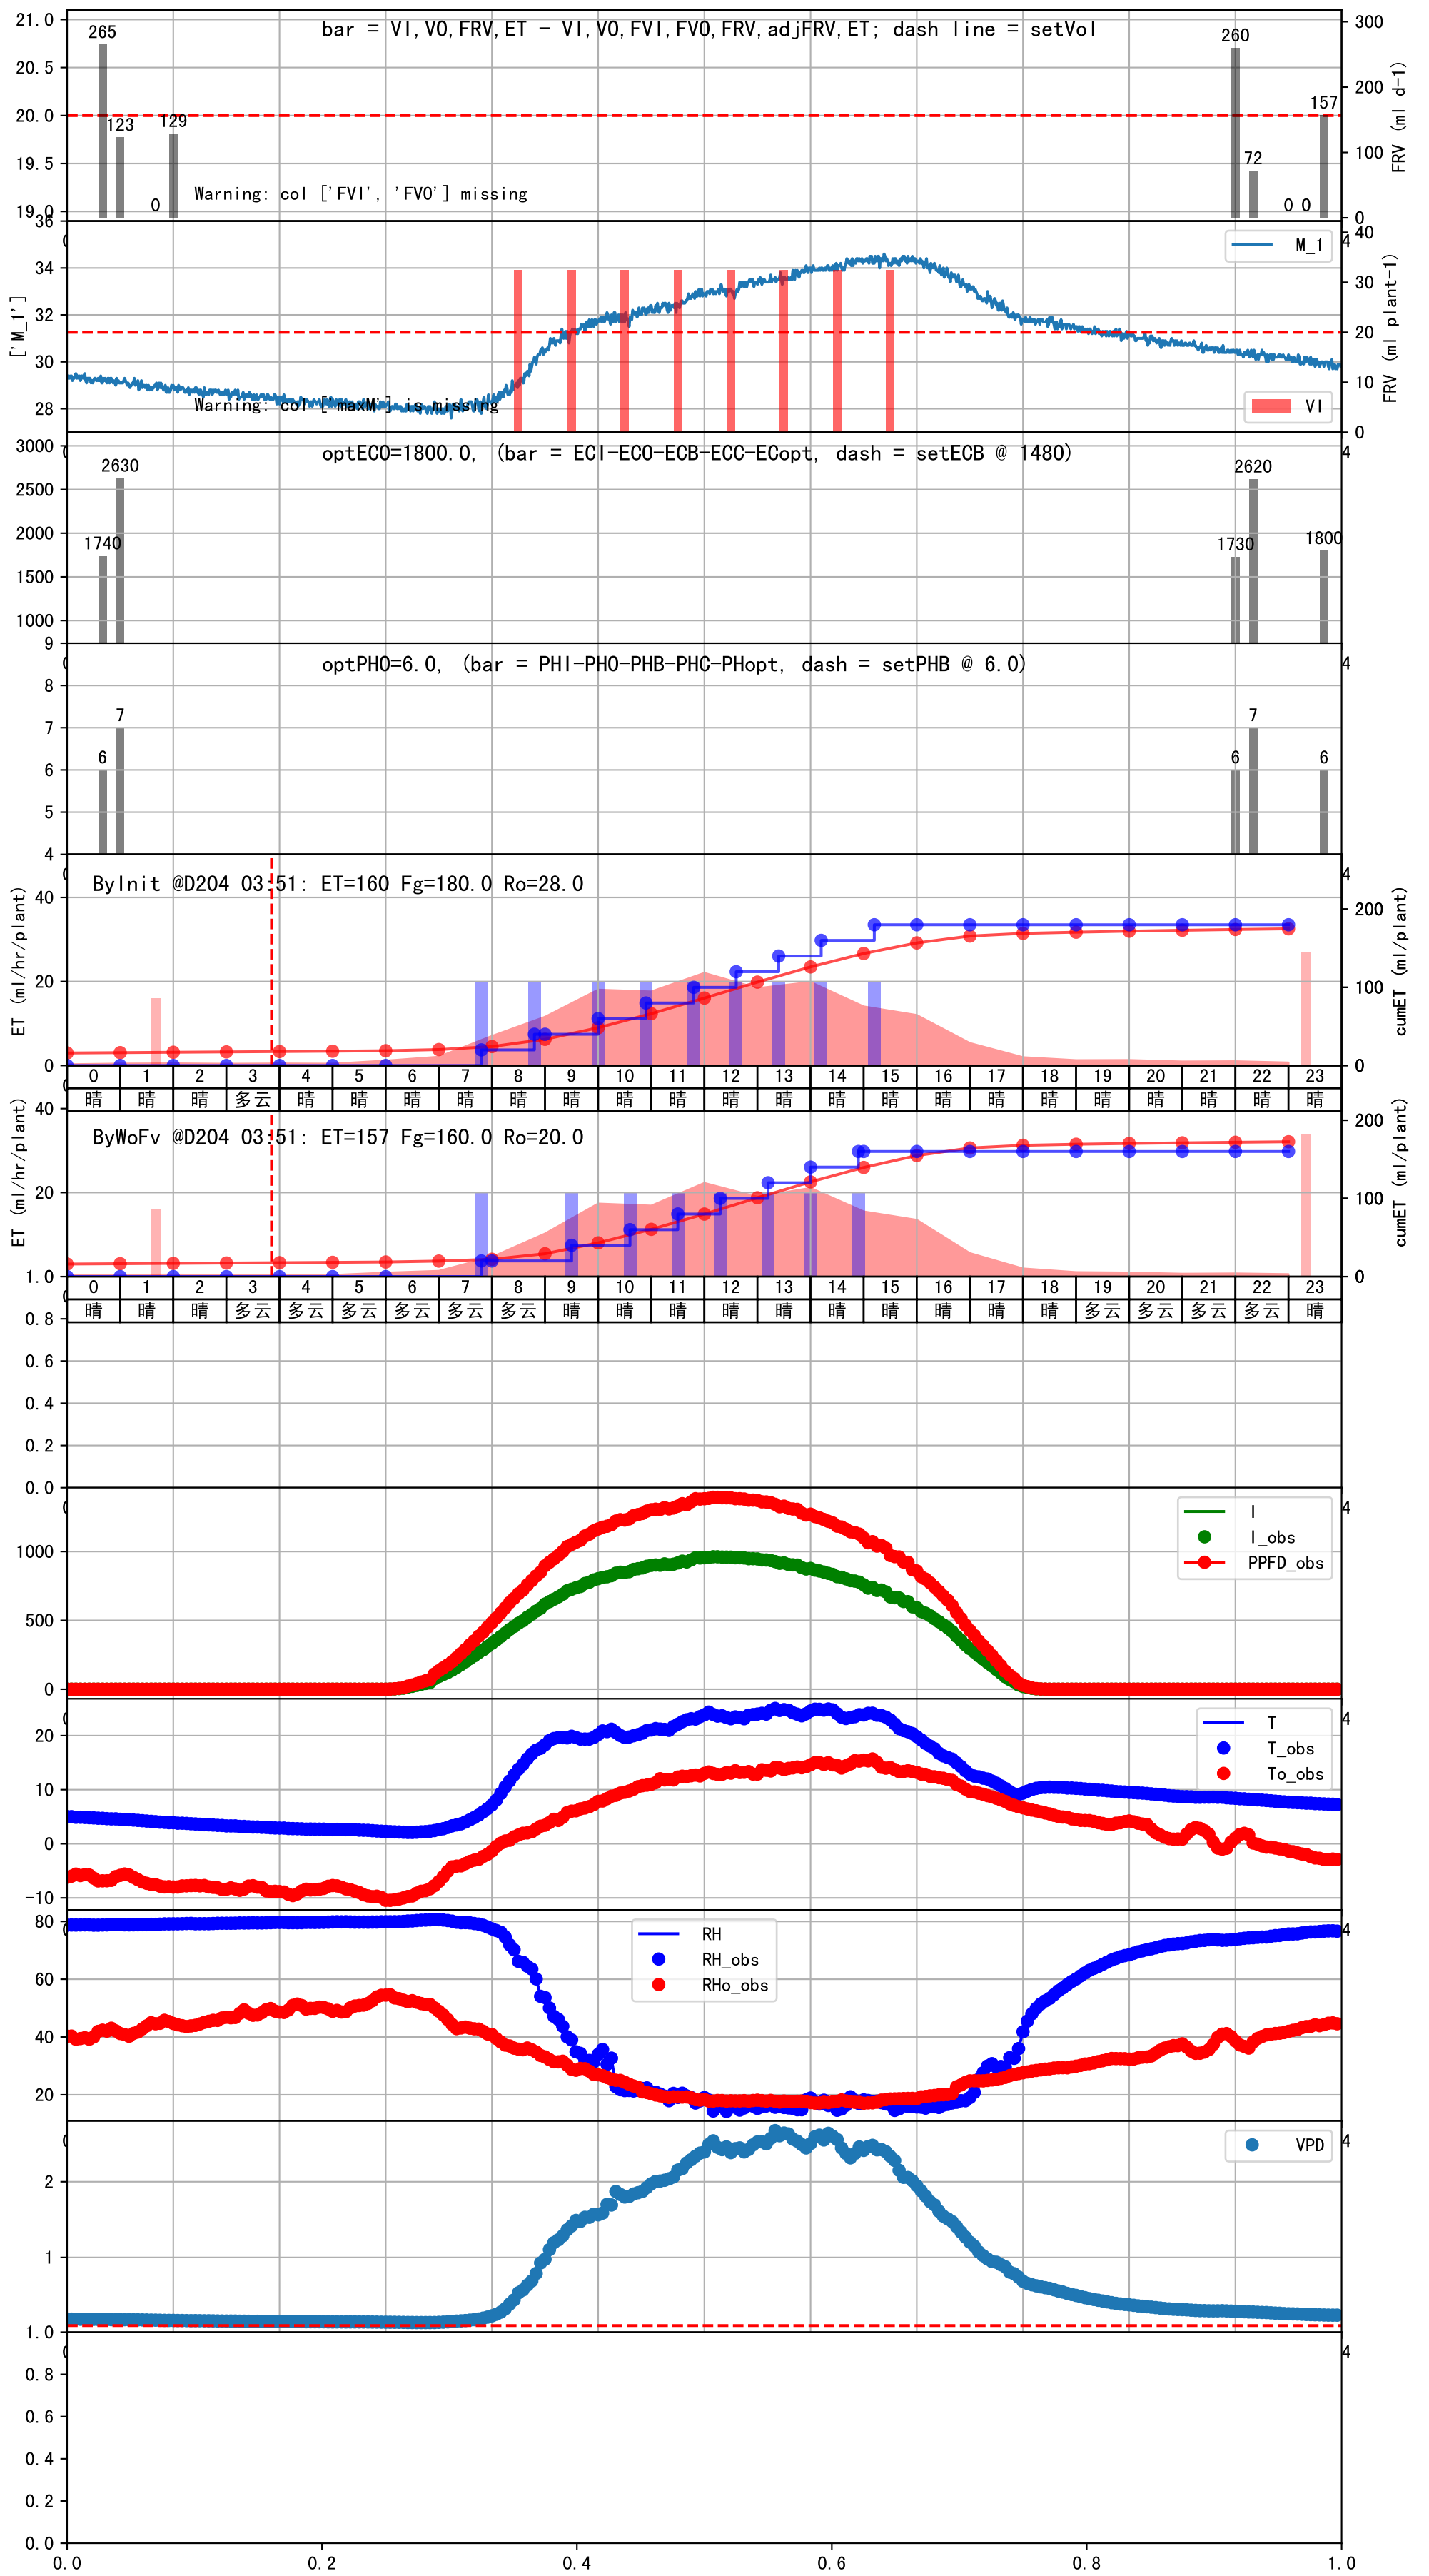 bar = VI,VO,FRV,ET - VI,VO,FVI,FVO,FRV,adjFRV,ET; dash line = setVol
21.0
20.5
20.0
19.5
19.0
265
123
0
129
260
72
0
0
157
Warning: col ['FVI', 'FVO'] missing
300
200
100
0
FRV (ml d-1)
36
34
32
30
28
['M_1']
M_1
VI
Warning: col ['maxM'] is missing
40
30
20
10
0
FRV (ml plant-1)
optECO=1800.0, (bar = ECI-ECO-ECB-ECC-ECopt, dash = setECB @ 1480)
3000
2500
2000
1500
1000
1740
2630
1730
2620
1800
4
optPHO=6.0, (bar = PHI-PHO-PHB-PHC-PHopt, dash = setPHB @ 6.0)
9
8
7
6
5
4
6
7
6
7
6
4
ByInit @D204 03:51: ET=160 Fg=180.0 Ro=28.0
40
20
0
ET (ml/hr/plant)
200
100
0
cumET (ml/plant)
0 1 2 3 4 5 6 7 8 9 10 11 12 13 14 15 16 17 18 19 20 21 22 23
晴 晴 晴 多云 晴 晴 晴 晴 晴 晴 晴 晴 晴 晴 晴 晴 晴 晴 晴 晴 晴 晴 晴 晴
ByWoFv @D204 03:51: ET=157 Fg=160.0 Ro=20.0
40
20
ET (ml/hr/plant)
200
100
0
cumET (ml/plant)
0 1 2 3 4 5 6 7 8 9 10 11 12 13 14 15 16 17 18 19 20 21 22 23
晴 晴 晴 多云 多云 多云 多云 多云 多云 晴 晴 晴 晴 晴 晴 晴 晴 晴 晴 多云 多云 多云 多云 晴
1.0
0.8
0.6
0.4
0.2
0.0
1000
500
0
I
I_obs
PPFD_obs
4
20
10
0
-10
T
T_obs
To_obs
4
80
60
40
20
RH
RH_obs
RHo_obs
4
2
1
VPD
4
1.0
0.8
0.6
0.4
0.2
0.0
4
0.0 0.2 0.4 0.6 0.8 1.0